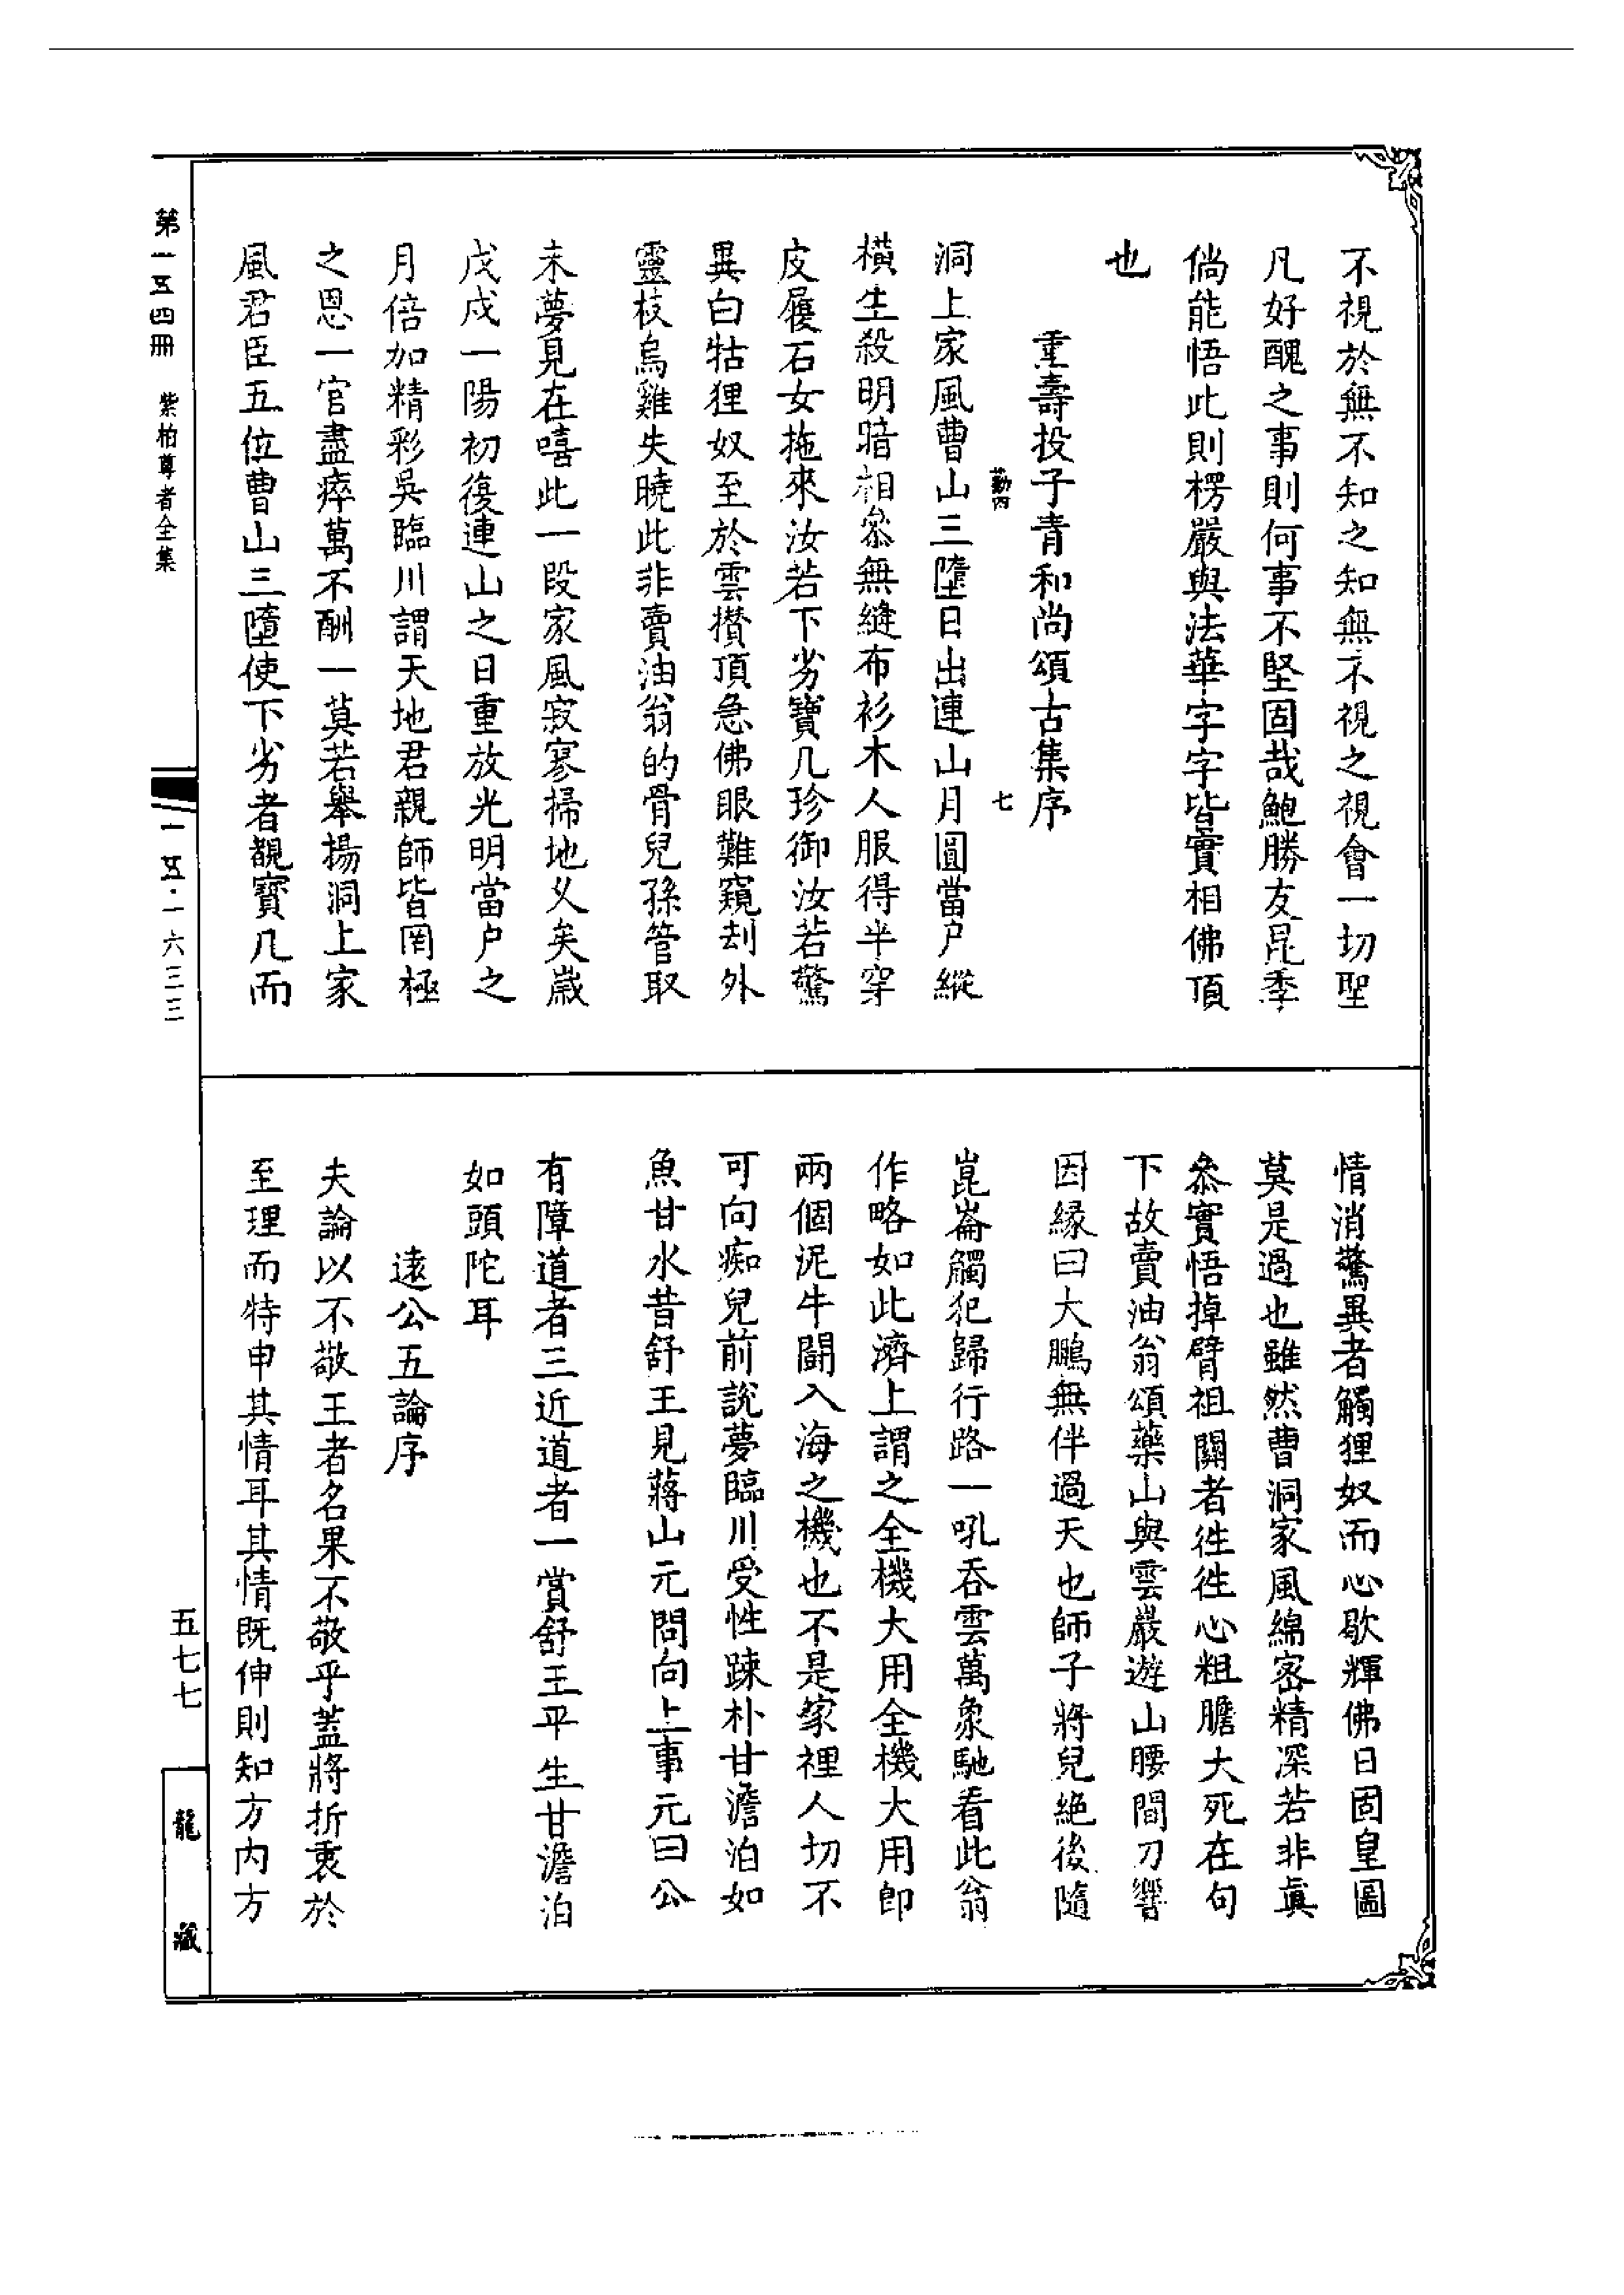 不視於無不知之知無不視之視會一切聖
凡好醜之事則何事不堅固哉鮑勝友昆季
倘能悟此則楞嚴與法華字字皆實相佛頂
也
重壽投子青和尚頌古集序
勤四 七
洞上家風曹山三墮日出連山月圓當户縱
橫生殺明暗相叅無縫布衫木人服得半穿
皮履石女拖來汝若下劣寶几珍御汝若驚
異白牯狸奴至於雲攅頂急佛眼難窺刦外
靈枝烏雞失曉此非賣油翁的骨兒孫管取
未夢見在嘻此一段家風寂寥掃地乆矣嵗
戊戌一陽初復連山之日重放光明當户之
月倍加精彩吳臨川謂天地君親師皆罔極
之恩一官盡瘁萬不酬一莫若舉揚洞上家
風君臣五位曹山三墮使下劣者覩寳几而
情消驚異者觸狸奴而心歇輝佛日固皇圖
莫是過也雖然曹洞家風綿宻精深若非眞
叅實悟掉臂祖關者徃徃心粗膽大死在句
下故賣油翁頌藥山與雲巖遊山腰間刀響
因縁曰大鵬無伴過天也師子將兒絶後隨
崑崙觸犯歸行路一吼吞雲萬象馳看此翁
作略如此濟上謂之全機大用全機大用卽
兩個泥牛鬪入海之機也不是家裡人切不
可向痴兒前説夢臨川受性踈朴甘澹泊如
魚甘水昔舒王見蔣山元問向上事元曰公
有障道者三近道者一賞舒王平生甘澹泊
如頭陀耳
逺公五論序
夫論以不敬王者名果不敬乎蓋將折衷於
至理而特申其情耳其情既伸則知方内方
第一五四冊 紫柏尊者全集
一五·一六三三
五七七
龍藏